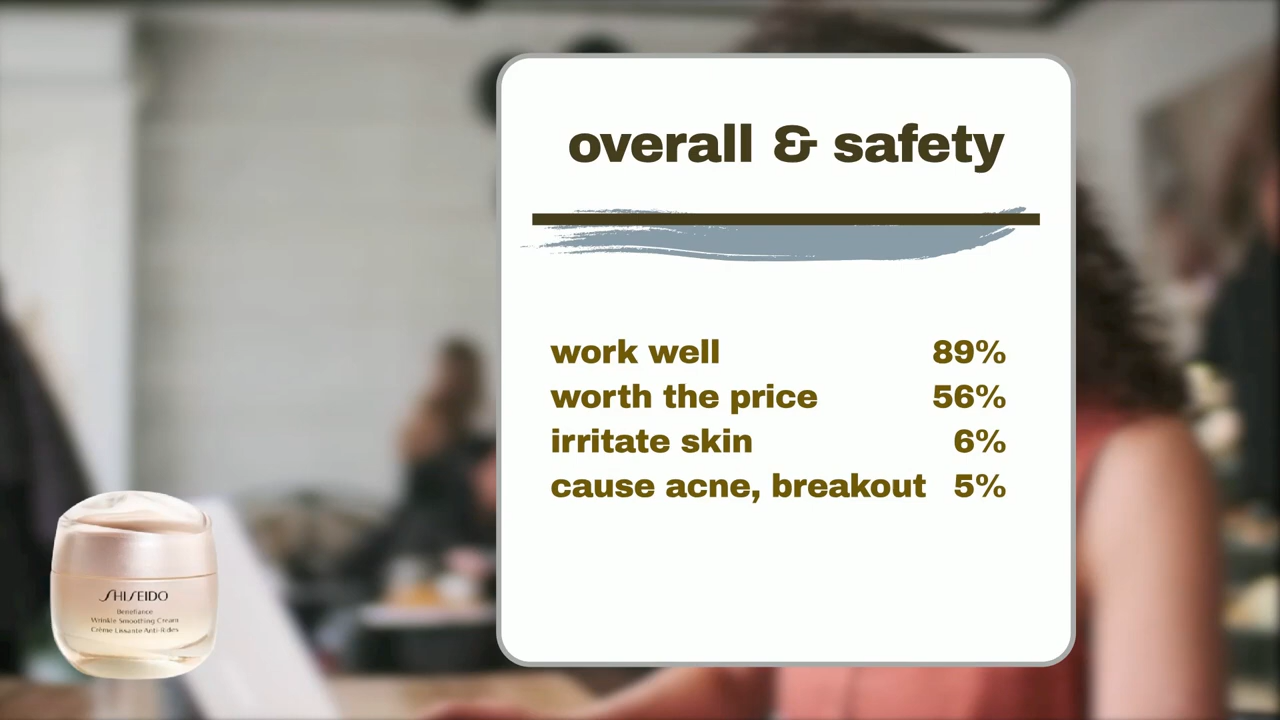 overall & safety
work well 89%
worth the price 56%
irritate skin 6%
cause acne, breakout 5%
SHISEIDO
Benefiance
Wrinkle Smoothing Cream
Crème Lissante Anti-Rides